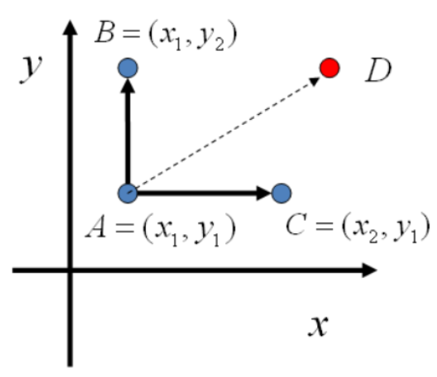 B = (x₁, y₂)
y
D
A = (x₁, y₁)
C = (x₂, y₁)
x